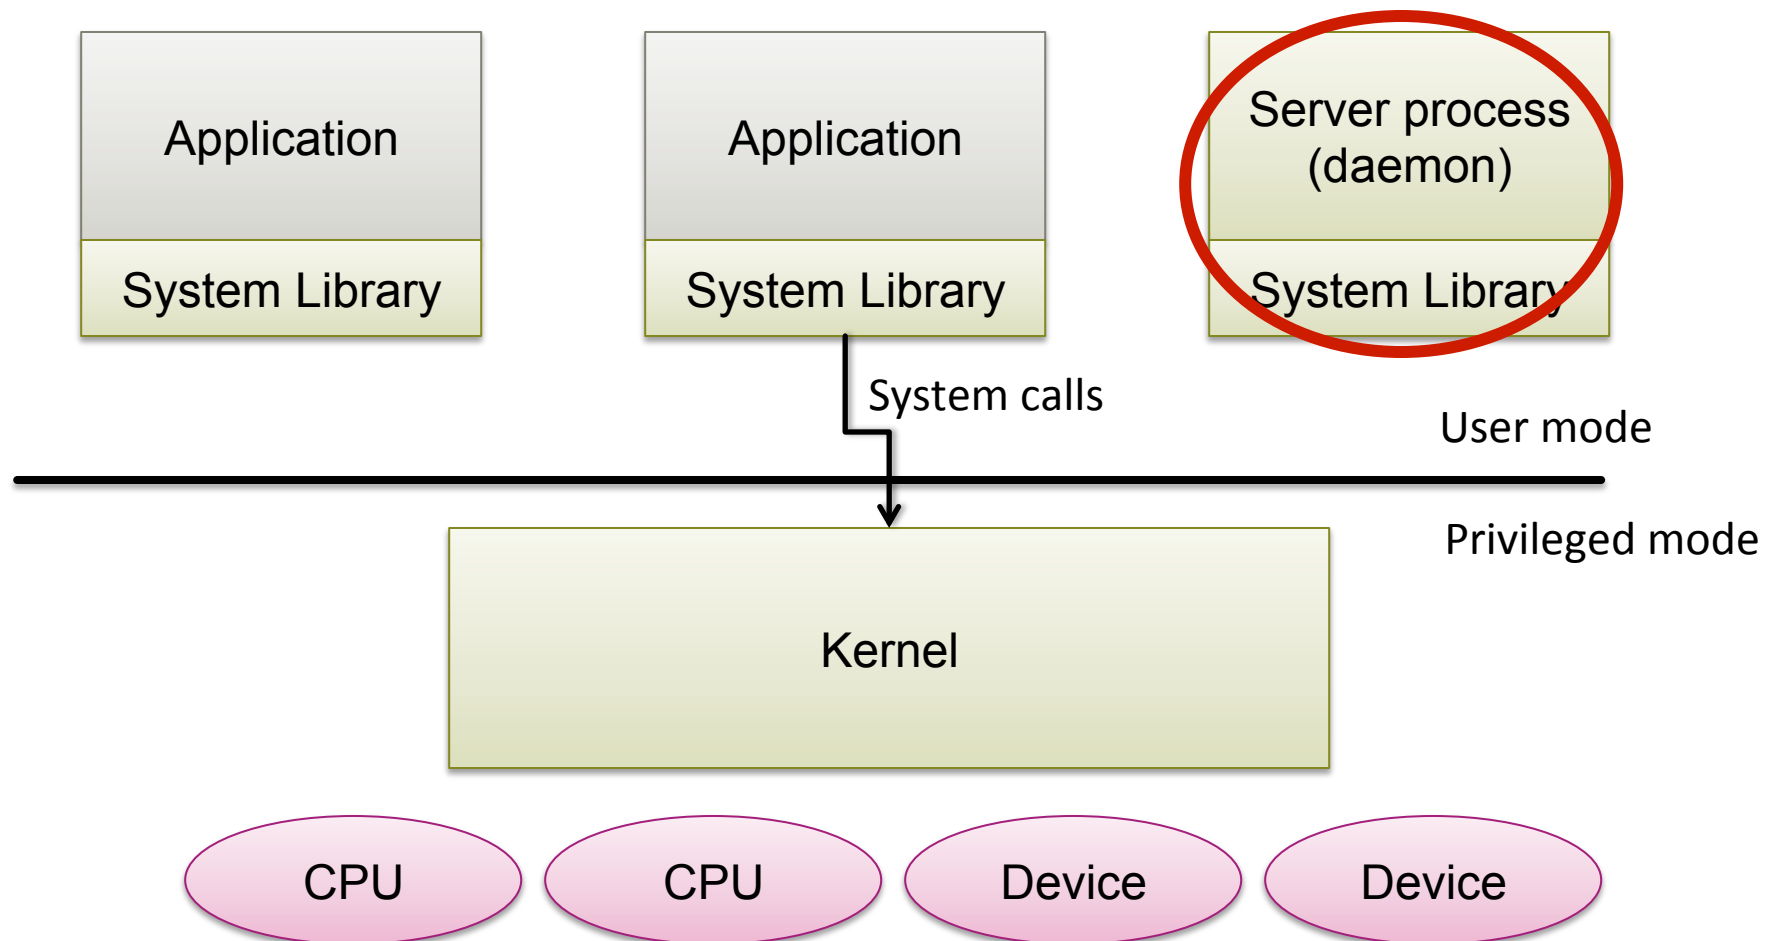 Application
Application
Server process
(daemon)
System Library
System Library
System Library
System calls
User mode
Privileged mode
Kernel
CPU
CPU
Device
Device